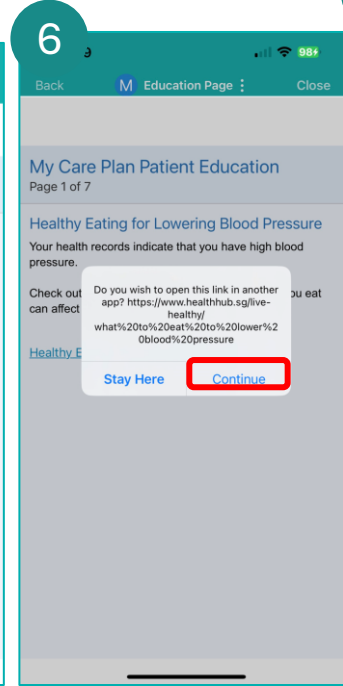 6
98
Back M Education Page Close
My Care Plan Patient Education
Page 1 of 7
Healthy Eating for Lowering Blood Pressure
Your health records indicate that you have high blood
pressure.
Check out ou eat
can affect
Healthy E
Do you wish to open this link in another
app? https://www.healthhub.sg/live-
healthy/
what%20to%20eat%20to%20lower%2
0blood%20pressure
Stay Here Continue